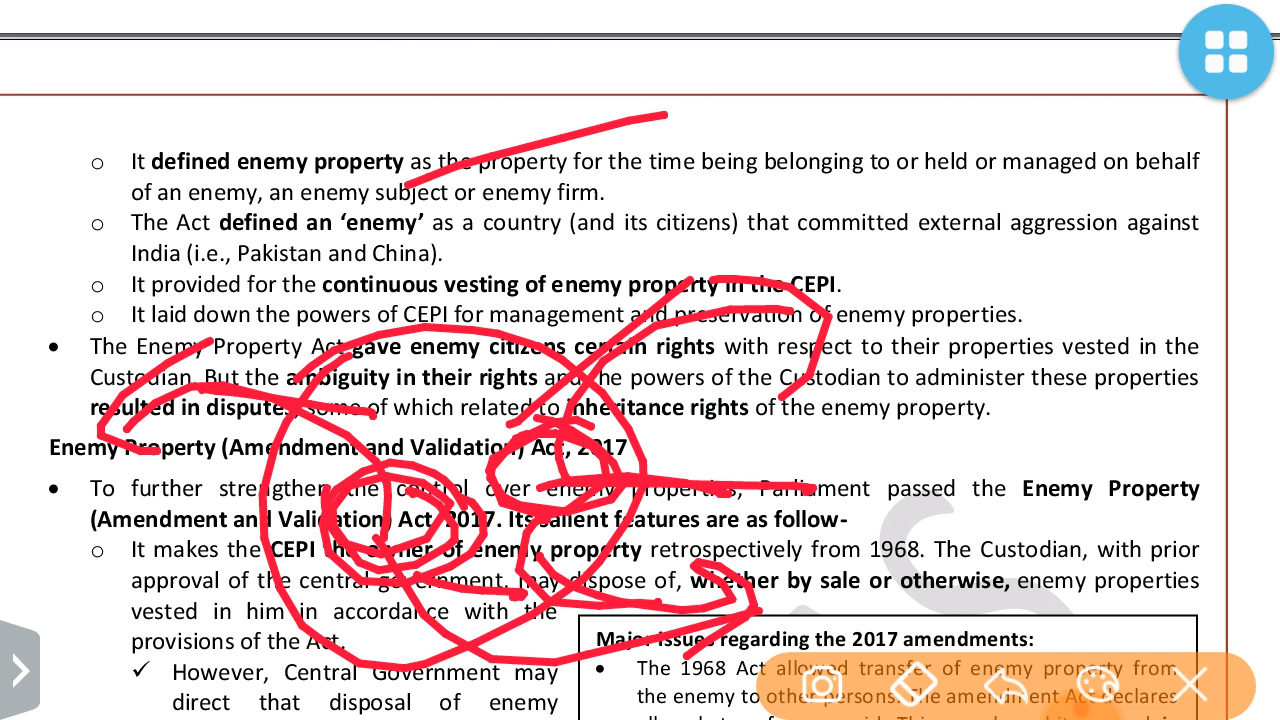 o It defined enemy property as the property for the time being belonging to or held or managed on behalf
of an enemy, an enemy subject or enemy firm.
o The Act defined an ‘enemy’ as a country (and its citizens) that committed external aggression against
India (i.e., Pakistan and China).
o It provided for the continuous vesting of enemy property in the CEPI.
o It laid down the powers of CEPI for management and preservation of enemy properties.
• The Enemy Property Act gave enemy citizens certain rights with respect to their properties vested in the
Custodian. But the ambiguity in their rights and the powers of the Custodian to administer these properties
resulted in disputes, some of which related to inheritance rights of the enemy property.
Enemy Property (Amendment and Validation) Act, 2017
• To further strengthen the control over enemy properties, Parliament passed the Enemy Property
(Amendment and Validation) Act, 2017. Its salient features are as follow-
o It makes the CEPI the owner of enemy property retrospectively from 1968. The Custodian, with prior
approval of the central government, may dispose of, whether by sale or otherwise, enemy properties
vested in him in accordance with the
provisions of the Act.
✓ However, Central Government may
direct that disposal of enemy
Major issues regarding the 2017 amendments:
• The 1968 Act allowed transfer of enemy property from
the enemy to other persons. The amendment Act declares